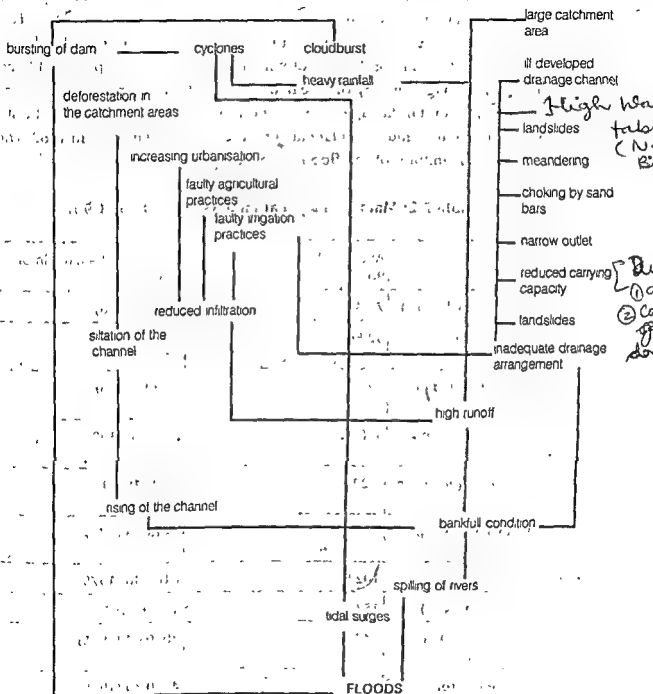 large catchment
area
bursting of dam
cyclones
cloudburst
heavy rainfall
ill developed
drainage channel
deforestation in
the catchment areas
High
landslides
increasing urbanisation
meandering
faulty agricultural
practices
choking by sand
bars
faulty irrigation
practices
narrow outlet
reduced carrying
capacity
①
reduced infiltration
landslides
②
siltation of the
channel
inadequate drainage
arrangement
high runoff
rising of the channel
bankfull condition
spilling of rivers
tidal surges
FLOODS